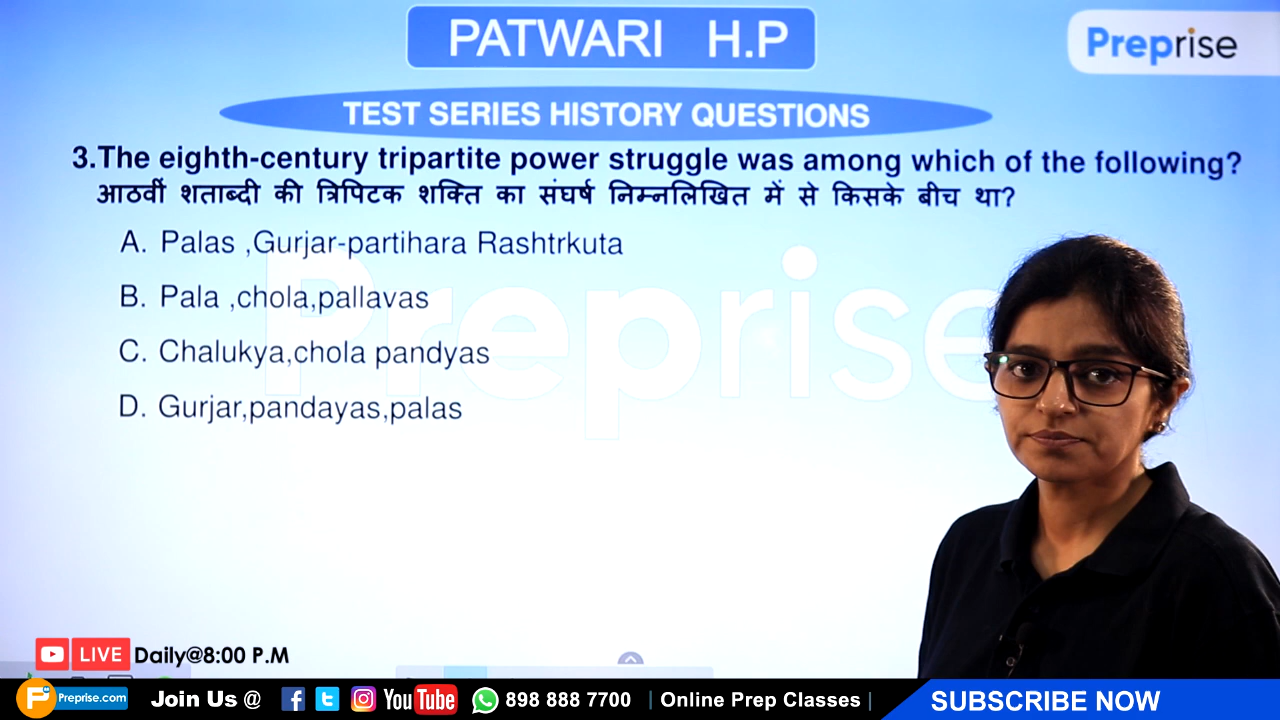 PATWARI H.P
Preprise
TEST SERIES HISTORY QUESTIONS
3.The eighth-century tripartite power struggle was among which of the following?
आठवीं शताब्दी की त्रिपिटक शक्ति का संघर्ष निम्नलिखित में से किसके बीच था?
A. Palas ,Gurjar-partihara Rashtrkuta
B. Pala ,chola,pallavas
C. Chalukya,chola pandyas
D. Gurjar,pandayas,palas
Preprise
LIVE Daily@8:00 P.M
Preprise.com Join Us @ YouTube 898 888 7700 | Online Prep Classes | SUBSCRIBE NOW